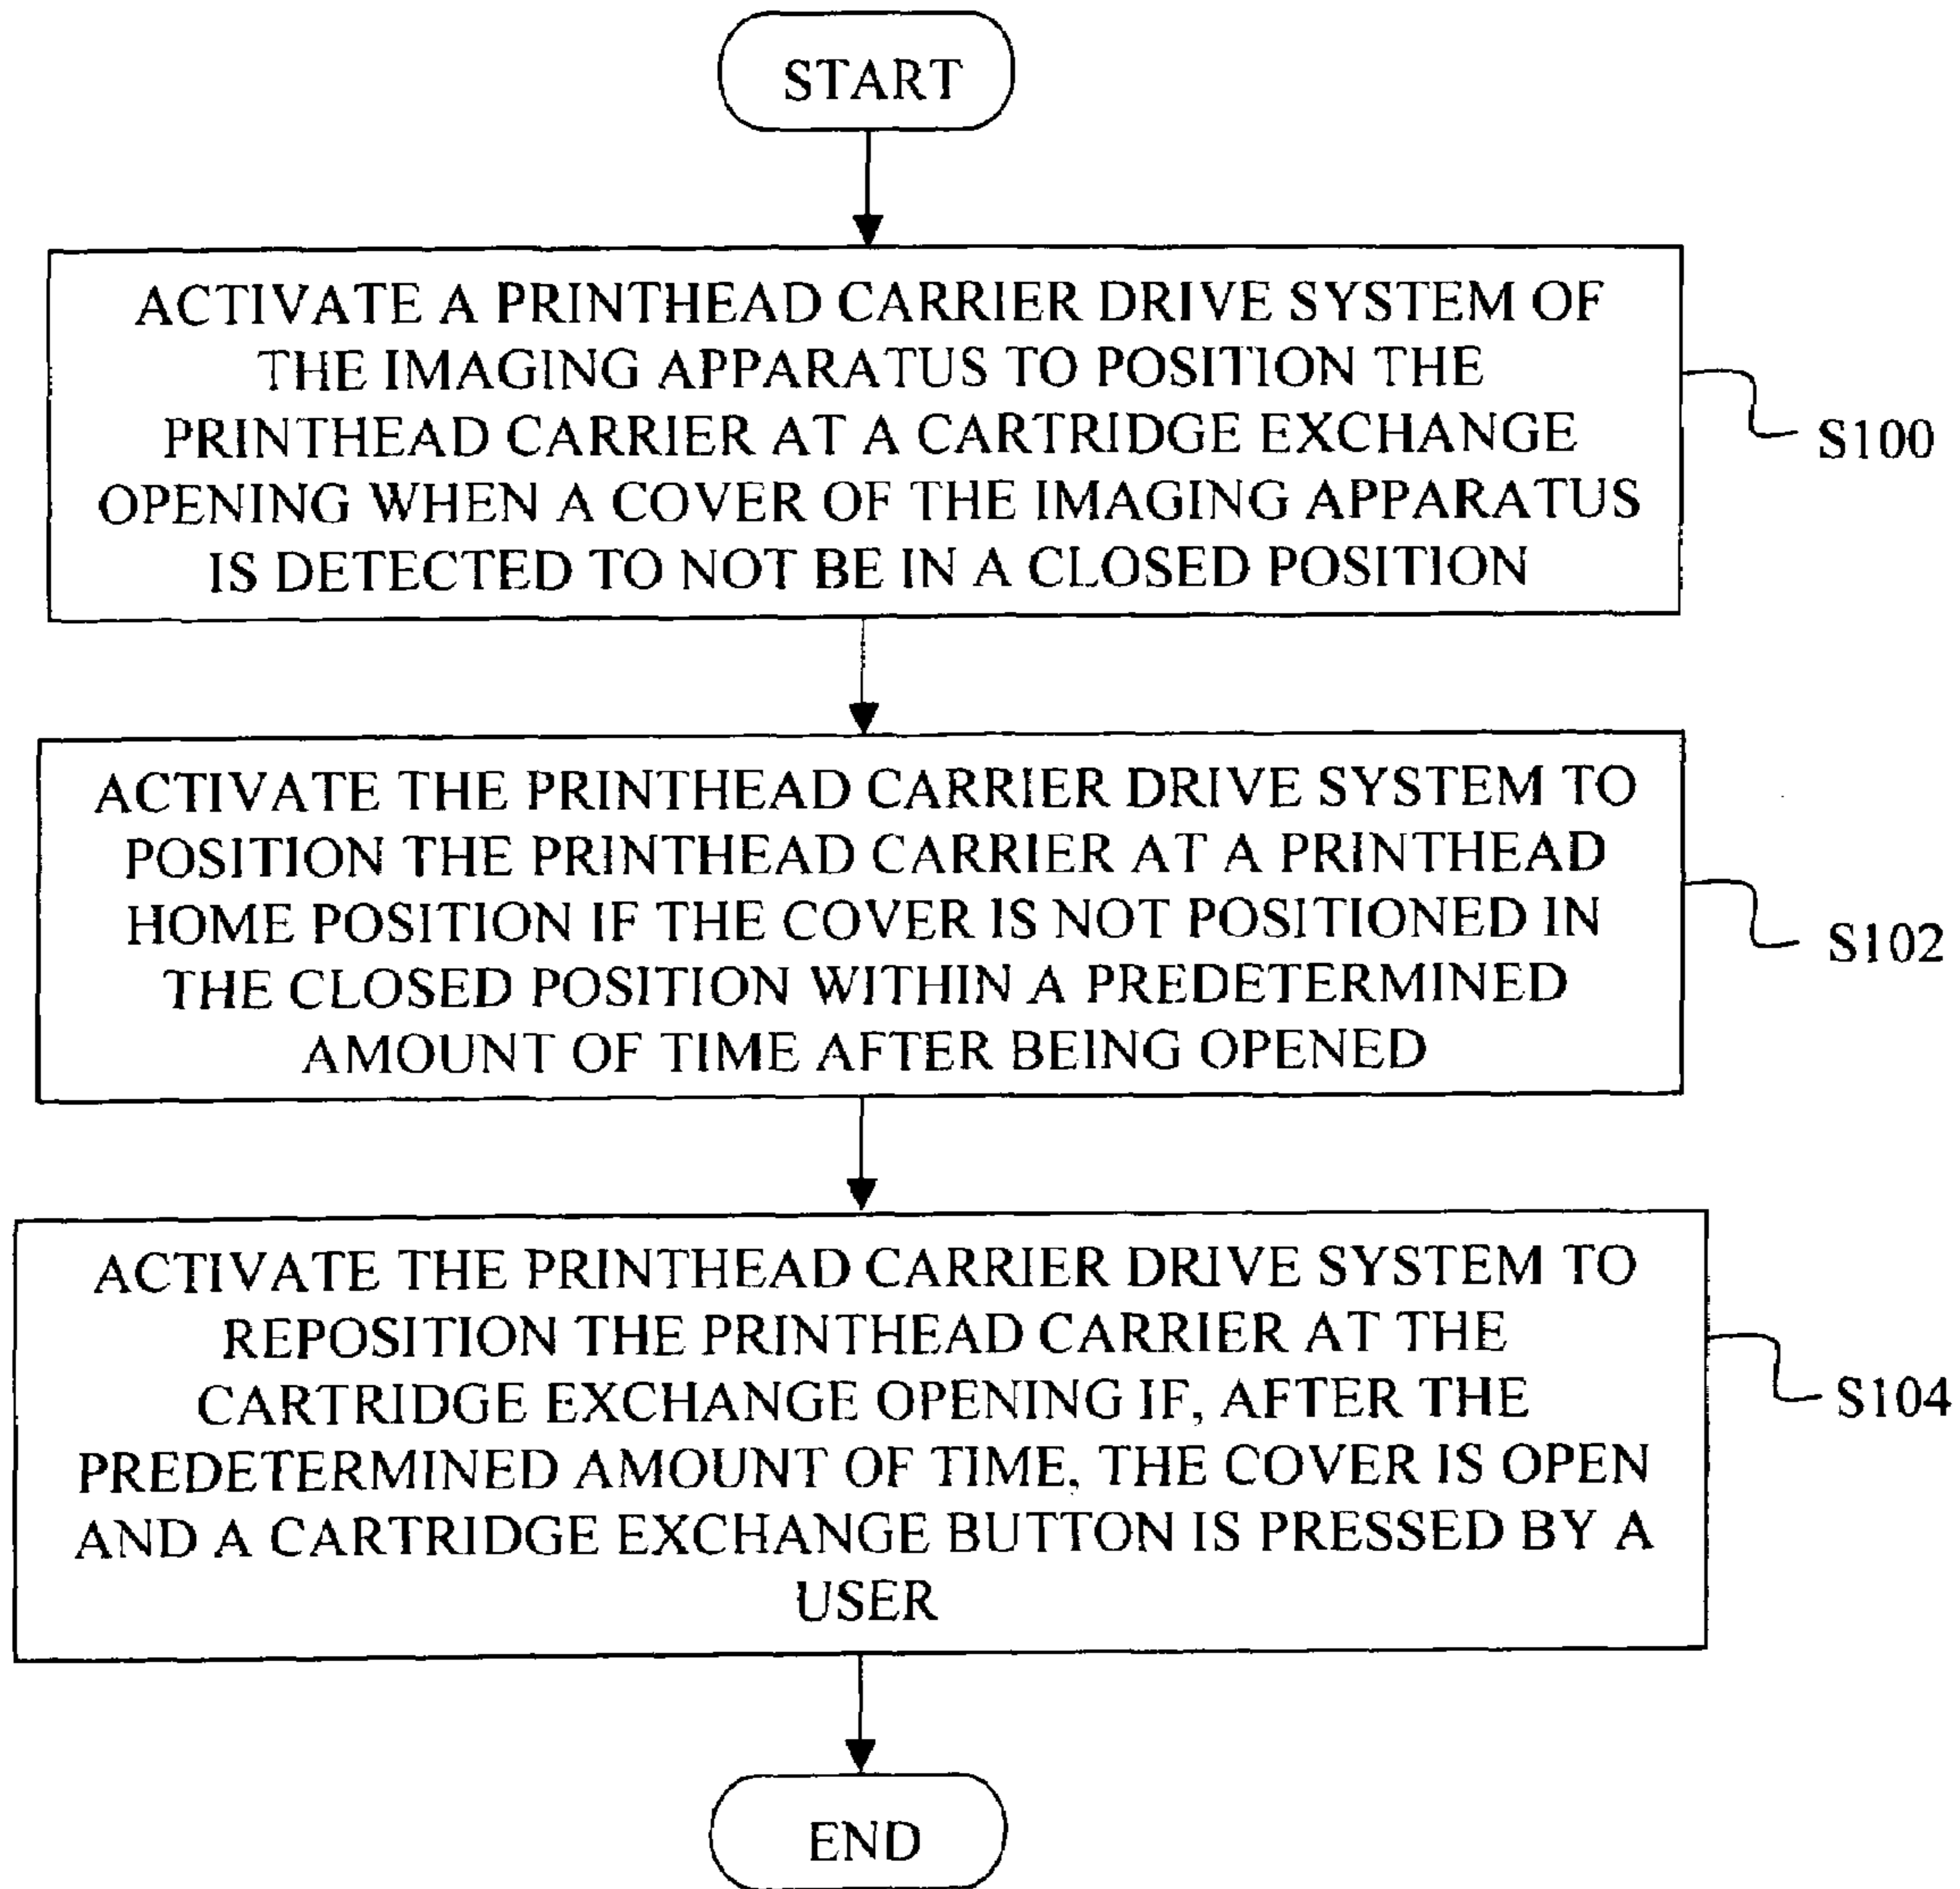 START
ACTIVATE A PRINTHEAD CARRIER DRIVE SYSTEM OF
THE IMAGING APPARATUS TO POSITION THE
PRINTHEAD CARRIER AT A CARTRIDGE EXCHANGE
OPENING WHEN A COVER OF THE IMAGING APPARATUS
IS DETECTED TO NOT BE IN A CLOSED POSITION
S100
ACTIVATE THE PRINTHEAD CARRIER DRIVE SYSTEM TO
POSITION THE PRINTHEAD CARRIER AT A PRINTHEAD
HOME POSITION IF THE COVER IS NOT POSITIONED IN
THE CLOSED POSITION WITHIN A PREDETERMINED
AMOUNT OF TIME AFTER BEING OPENED
S102
ACTIVATE THE PRINTHEAD CARRIER DRIVE SYSTEM TO
REPOSITION THE PRINTHEAD CARRIER AT THE
CARTRIDGE EXCHANGE OPENING IF, AFTER THE
PREDETERMINED AMOUNT OF TIME, THE COVER IS OPEN
AND A CARTRIDGE EXCHANGE BUTTON IS PRESSED BY A
USER
S104
END